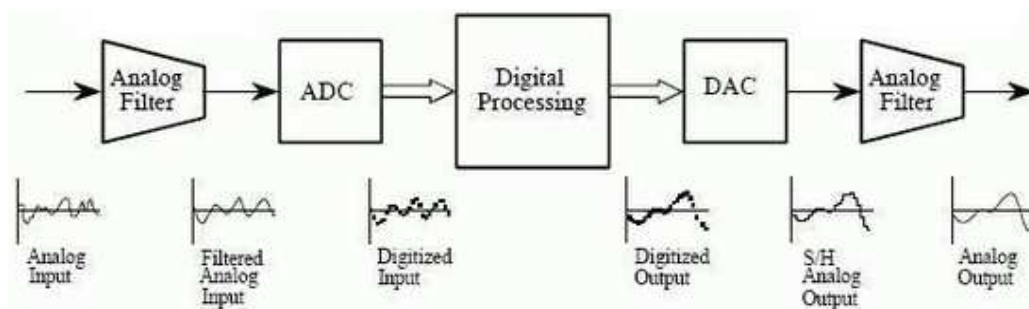 Analog
Filter
ADC
Digital
Processing
DAC
Analog
Filter
Analog
Input
Filtered
Analog
Input
Digitized
Input
Digitized
Output
S/H
Analog
Output
Analog
Output